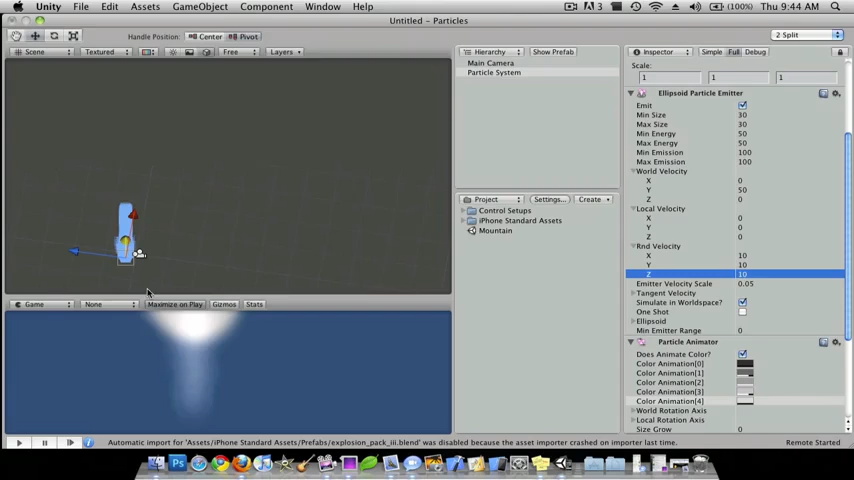 Unity File Edit Assets GameObject Component Window Help (100%) Thu 9:44 AM
Untitled - Particles
Handle Position: Center Pivot 2 Split
Scene Textured Free Layers
Hierarchy Show Prefab
Main Camera
Particle System
Inspector Simple Full Debug
Scale:
1 1 1
Ellipsoid Particle Emitter
Emit
Min Size 30
Max Size 30
Min Energy 50
Max Energy 50
Min Emission 100
Max Emission 100
World Velocity
X 0
Y 50
Z 0
Local Velocity
X 0
Y 0
Z 0
Rnd Velocity
X 10
Y 10
Z 10
Emitter Velocity Scale 0.05
Tangent Velocity
Simulate in Worldspace?
One Shot
Ellipsoid
Min Emitter Range 0
Particle Animator
Does Animate Color?
Color Animation[0]
Color Animation[1]
Color Animation[2]
Color Animation[3]
Color Animation[4]
World Rotation Axis
Local Rotation Axis
Size Grow 0
Project Settings... Create
Control Setups
iPhone Standard Assets
Mountain
Game None Maximize on Play Gizmos Stats
Automatic import for 'Assets/iPhone Standard Assets/Prefabs/explosion_pack_iii.blend' was disabled because the asset importer crashed on importer last time. Remote Started